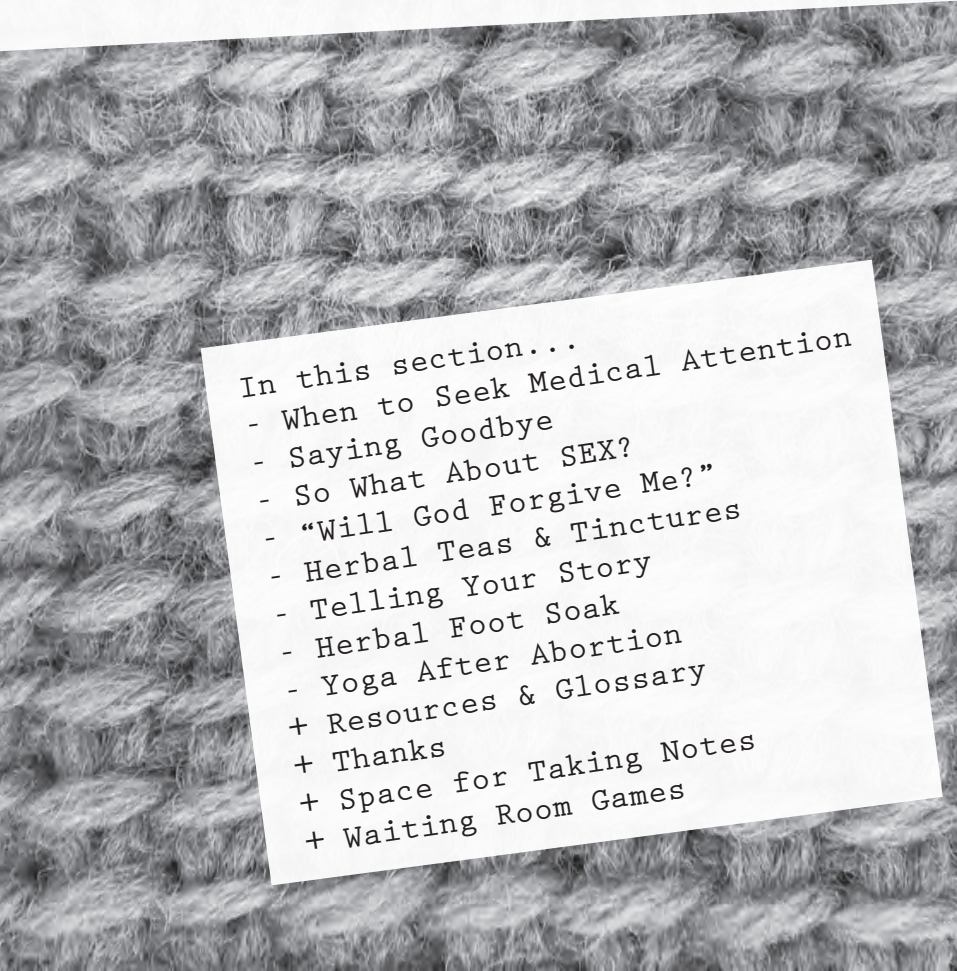 In this section...
- When to Seek Medical Attention
- Saying Goodbye
- So What About SEX?
- “Will God Forgive Me?”
- Herbal Teas & Tinctures
- Telling Your Story
- Herbal Foot Soak
- Yoga After Abortion
+ Resources & Glossary
+ Thanks
+ Space for Taking Notes
+ Waiting Room Games